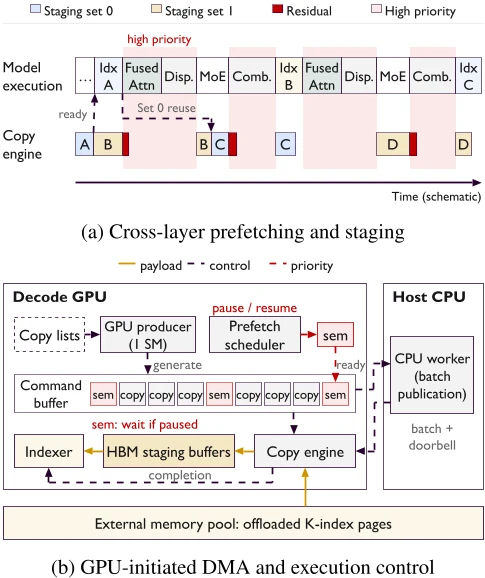 Staging set 0 Staging set 1 Residual High priority
high priority
Model execution
… Idx A Fused Attn Disp. MoE Comb. Idx B Fused Attn Disp. MoE Comb. Idx C
ready
Set 0 reuse
Copy engine
A B B C C D D
Time (schematic)
(a) Cross-layer prefetching and staging
payload control priority
Decode GPU
Host CPU
pause / resume
Copy lists
GPU producer (1 SM)
Prefetch scheduler
sem
CPU worker (batch publication)
generate
ready
Command buffer
sem copy copy copy sem copy copy copy sem
sem: wait if paused
batch + doorbell
Indexer
HBM staging buffers
Copy engine
completion
External memory pool: offloaded K-index pages
(b) GPU-initiated DMA and execution control